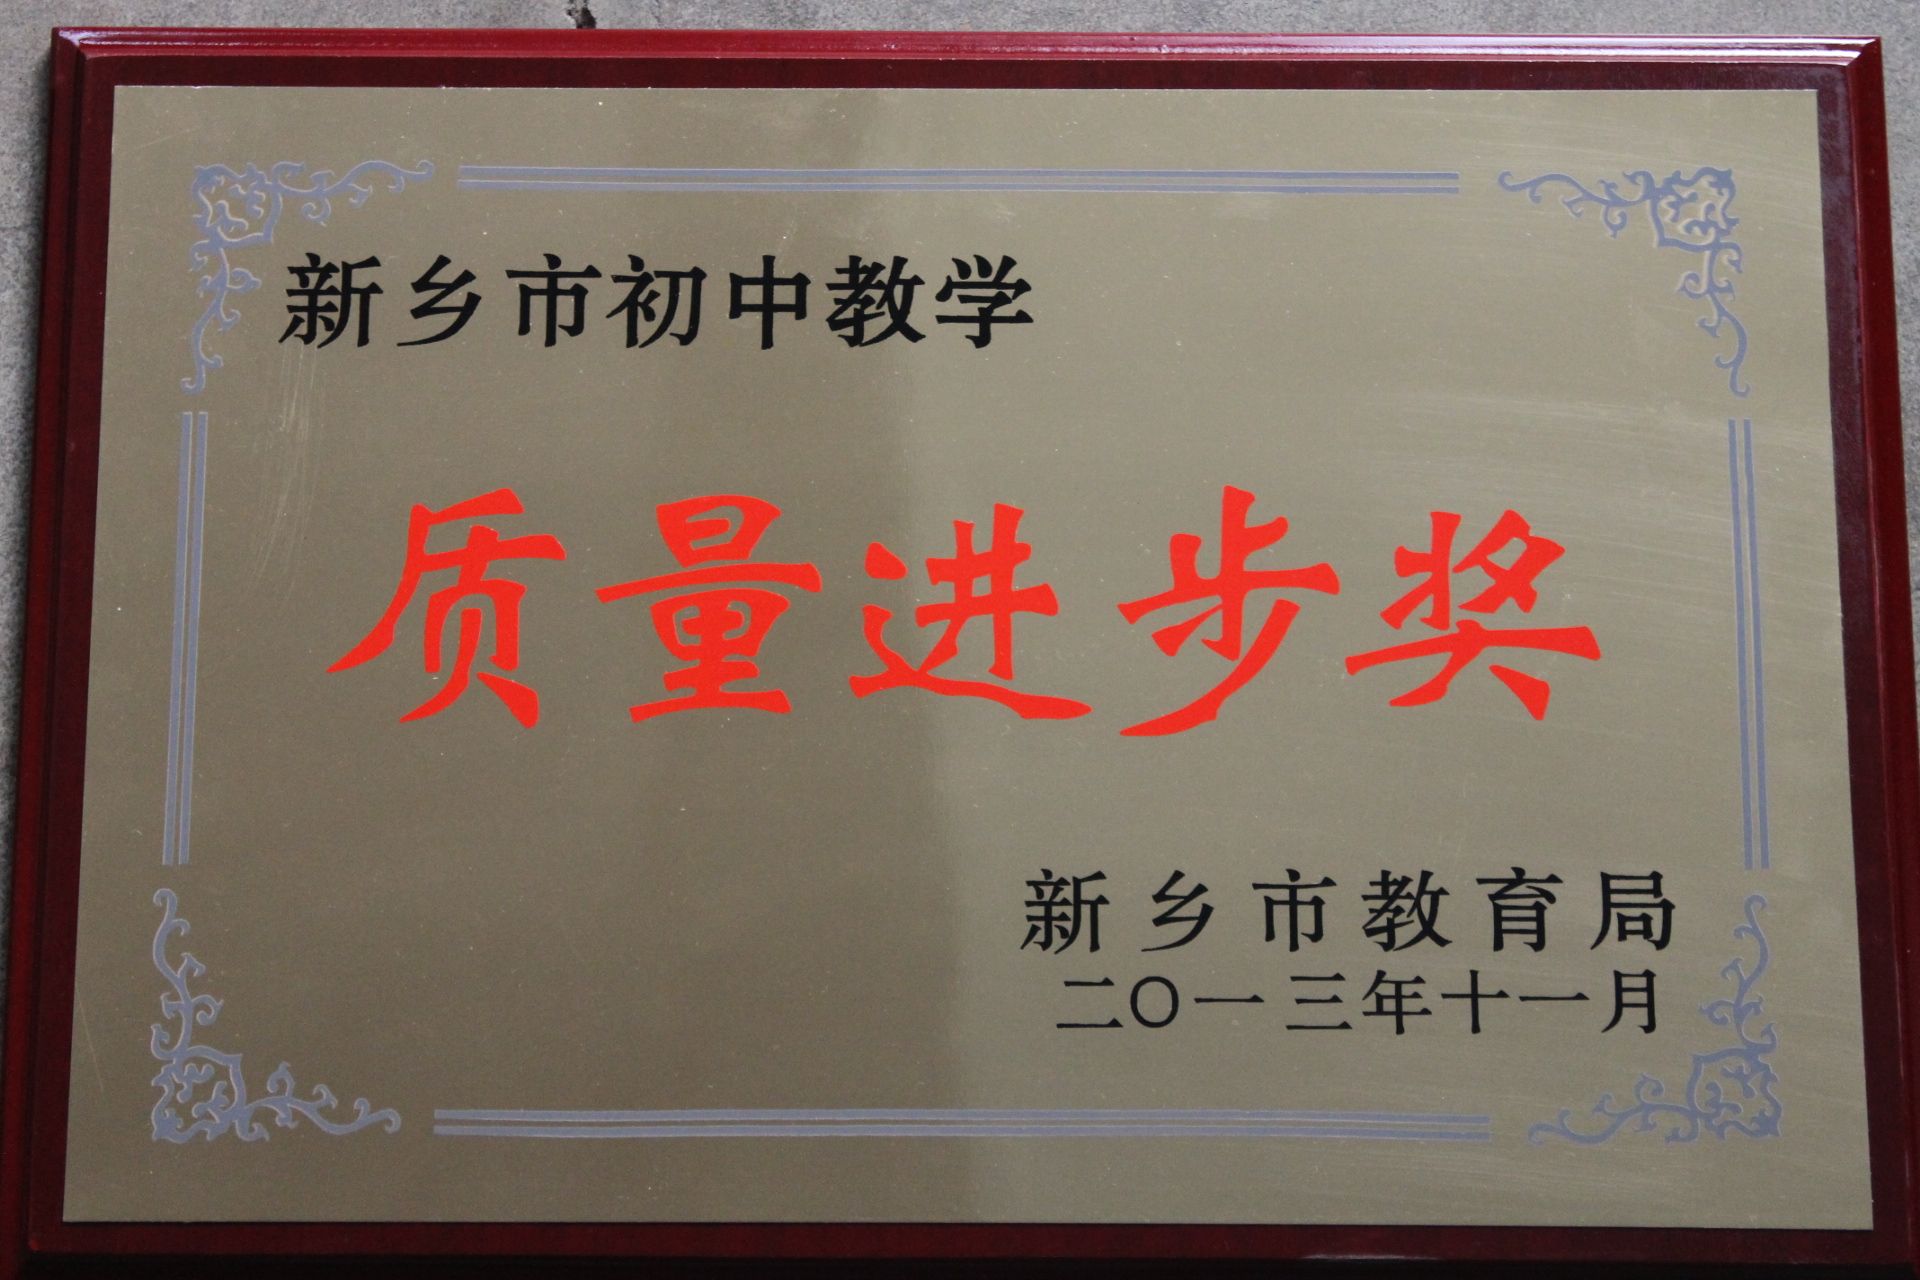 新乡市初中教学
质量进步奖
新乡市教育局
二〇一三年十一月